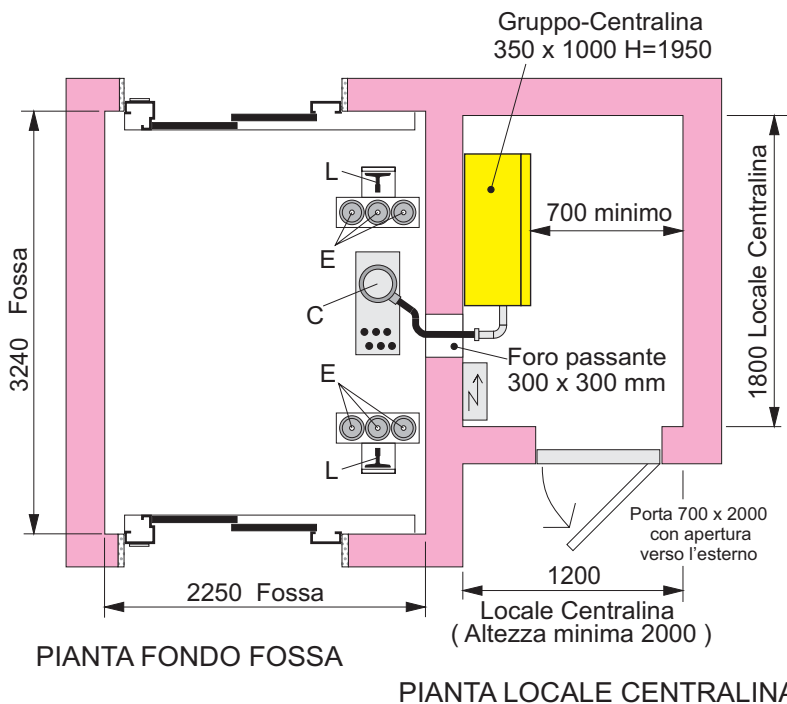 Gruppo-Centralina
350 x 1000 H=1950
L
700 minimo
E
C
3240 Fossa
1800 Locale Centralina
Foro passante
300 x 300 mm
E
L
Porta 700 x 2000
con apertura
verso l'esterno
2250 Fossa
1200
Locale Centralina
( Altezza minima 2000 )
PIANTA FONDO FOSSA
PIANTA LOCALE CENTRALINA